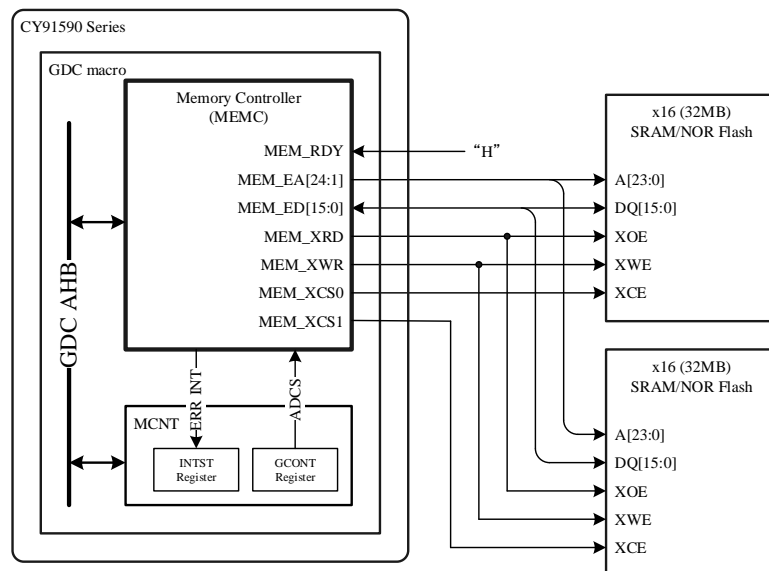 CY91590 Series
GDC macro
Memory Controller
(MEMC)
MEM_RDY
MEM_EA[24:1]
MEM_ED[15:0]
MEM_XRD
MEM_XWR
MEM_XCS0
MEM_XCS1
“H”
GDC AHB
ERR INT
ADCS
MCNT
INTST
Register
GCONT
Register
x16 (32MB)
SRAM/NOR Flash
A[23:0]
DQ[15:0]
XOE
XWE
XCE
x16 (32MB)
SRAM/NOR Flash
A[23:0]
DQ[15:0]
XOE
XWE
XCE